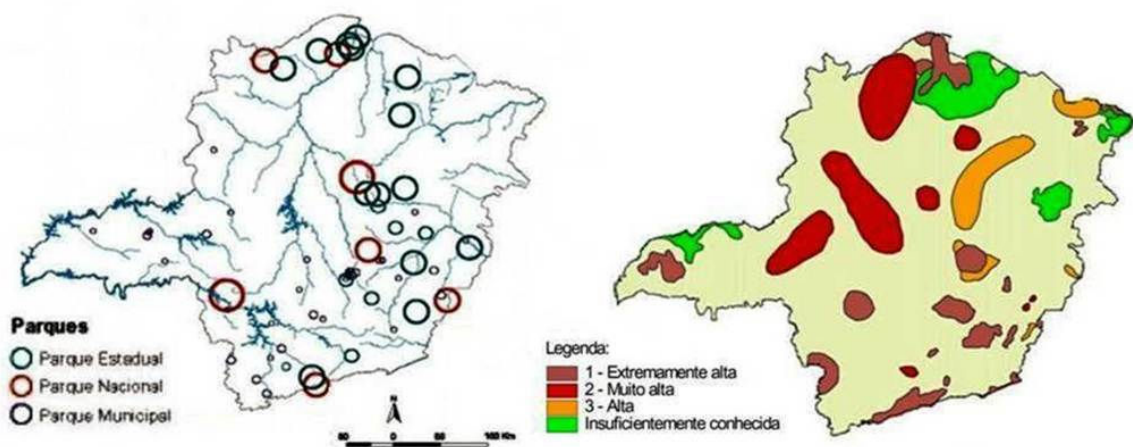 Parques
Parque Estadual
Parque Nacional
Parque Municipal
N
Legenda:
1 - Extremamente alta
2 - Muito alta
3 - Alta
Insuficientemente conhecida